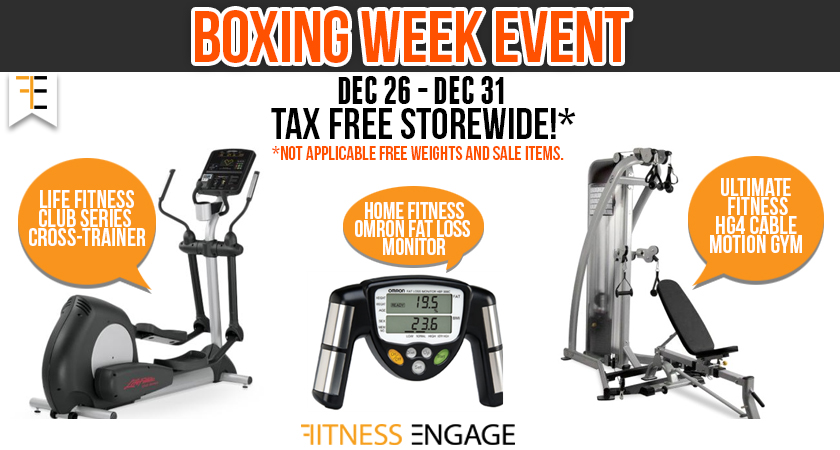 BOXING WEEK EVENT
DEC 26 - DEC 31
TAX FREE STOREWIDE!*
*NOT APPLICABLE FREE WEIGHTS AND SALE ITEMS.
FE
LIFE FITNESS
CLUB SERIES
CROSS-TRAINER
HOME FITNESS
OMRON FAT LOSS
MONITOR
ULTIMATE
FITNESS
HG4 CABLE
MOTION GYM
OMRON
READY 19.5
23.6
FITNESS ENGAGE